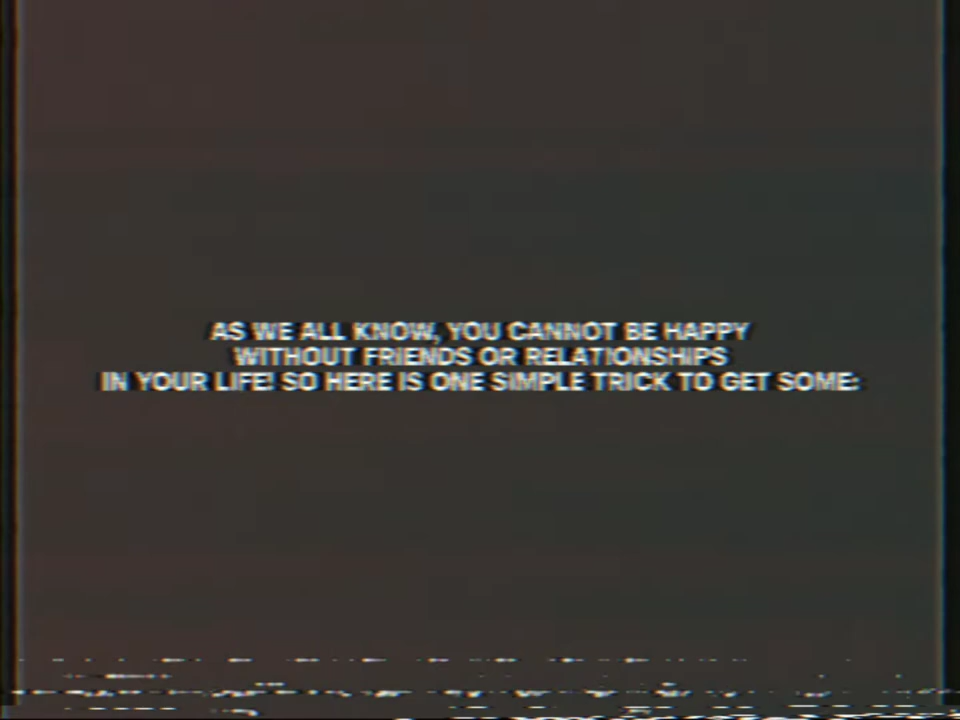 AS WE ALL KNOW, YOU CANNOT BE HAPPY
WITHOUT FRIENDS OR RELATIONSHIPS
IN YOUR LIFE! SO HERE IS ONE SIMPLE TRICK TO GET SOME: